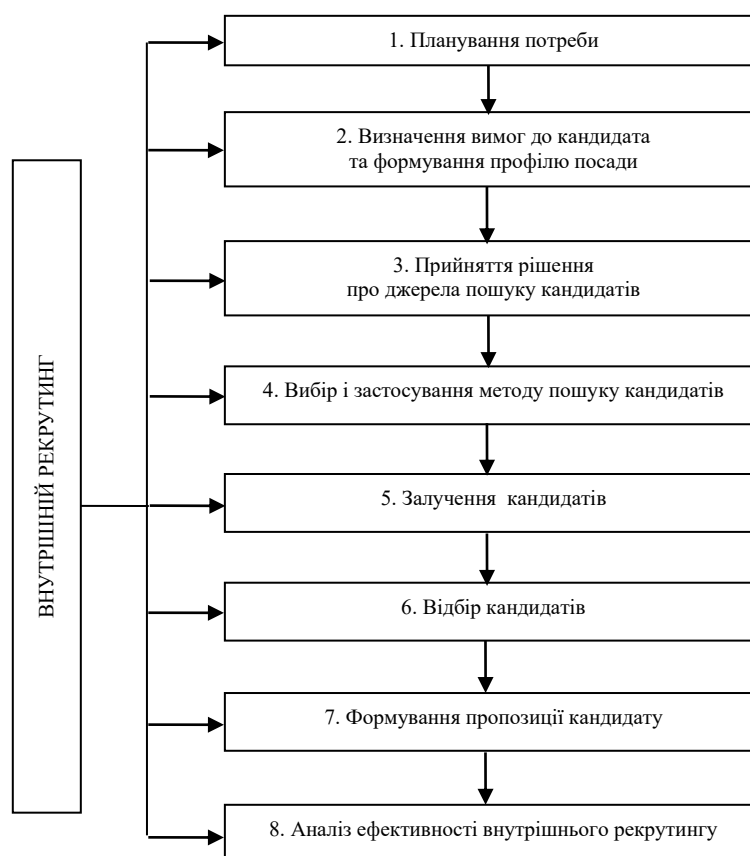 1. Планування потреби
2. Визначення вимог до кандидата
та формування профілю посади
3. Прийняття рішення
про джерела пошуку кандидатів
4. Вибір і застосування методу пошуку кандидатів
5. Залучення кандидатів
6. Відбір кандидатів
7. Формування пропозиції кандидату
8. Аналіз ефективності внутрішнього рекрутингу
ВНУТРІШНІЙ РЕКРУТИНГ